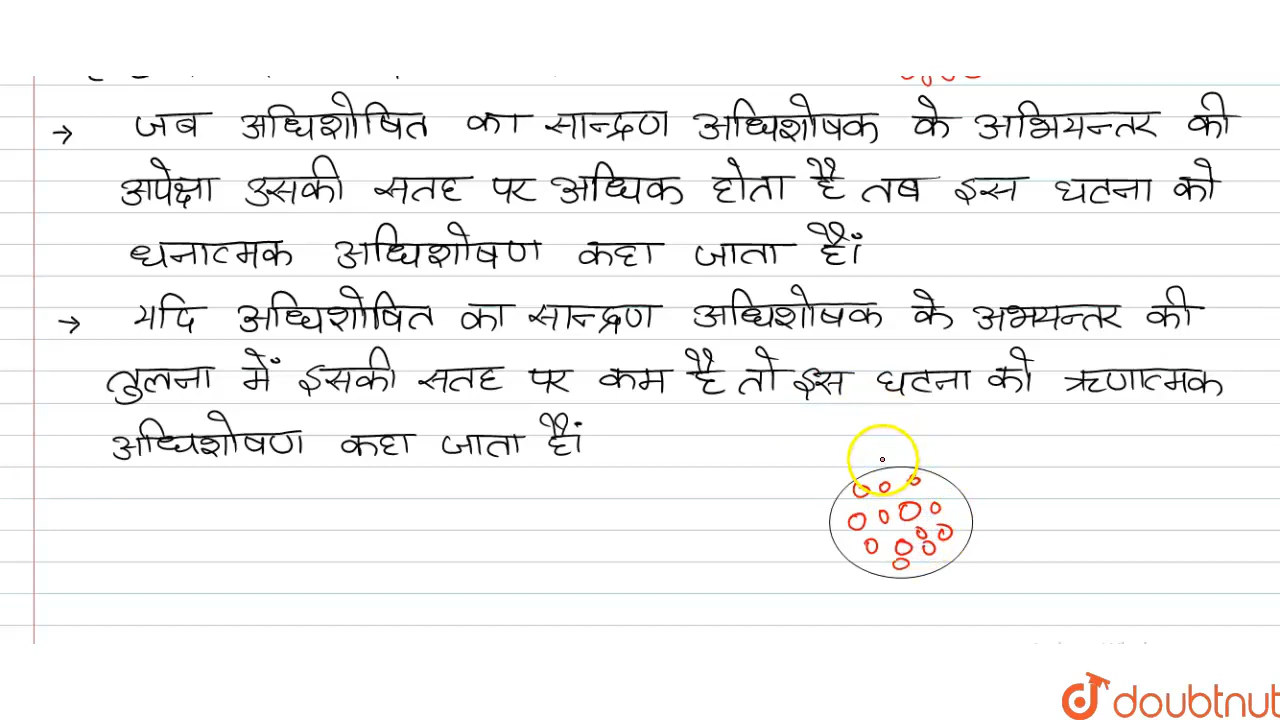 → जब अधिशोषित का सान्द्रण अधिशोषक के अभियन्तर की
अपेक्षा उसकी सतह पर अधिक होता है तब इस घटना को
धनात्मक अधिशोषण कहा जाता है।
→ यदि अधिशोषित का सान्द्रण अधिशोषक के अभयन्तर की
तुलना में इसकी सतह पर कम है तो इस घटना को ऋणात्मक
अधिशोषण कहा जाता है।
doubtnut